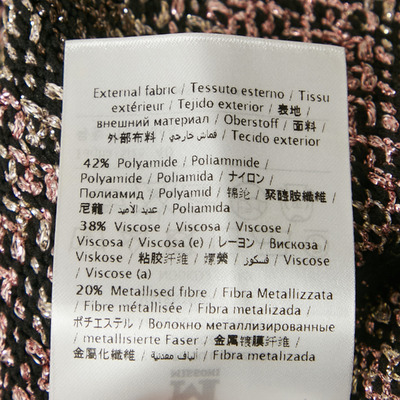 External fabric / Tessuto esterno / Tissu
extérieur / Tejido exterior / 表地 /
внешний материал / Oberstoff / 面料 /
外部布料 / قماش خارجي / Tecido exterior
42% Polyamide / Poliammide /
Polyamide / Poliamida / ナイロン /
Полиамид / Polyamid / 锦纶 / 聚醯胺纖維 /
尼龍 / عديد الأميد / Poliamida
38% Viscose / Viscosa / Viscose /
Viscosa / Viscosa (e) / レーヨン / Вискоза /
Viskose / 粘胶纤维 / 嫘縈 / فسكوز / Viscose
/ Viscosa (a)
20% Metallised fibre / Fibra Metallizzata
/ Fibre métallisée / Fibra metalizada /
ポチエステル / Волокно металлизированные
/ metallisierte Faser / 金属镀膜纤维 /
金屬化纖維 / ألياف معدنية / Fibra metalizada
MISSONI
M